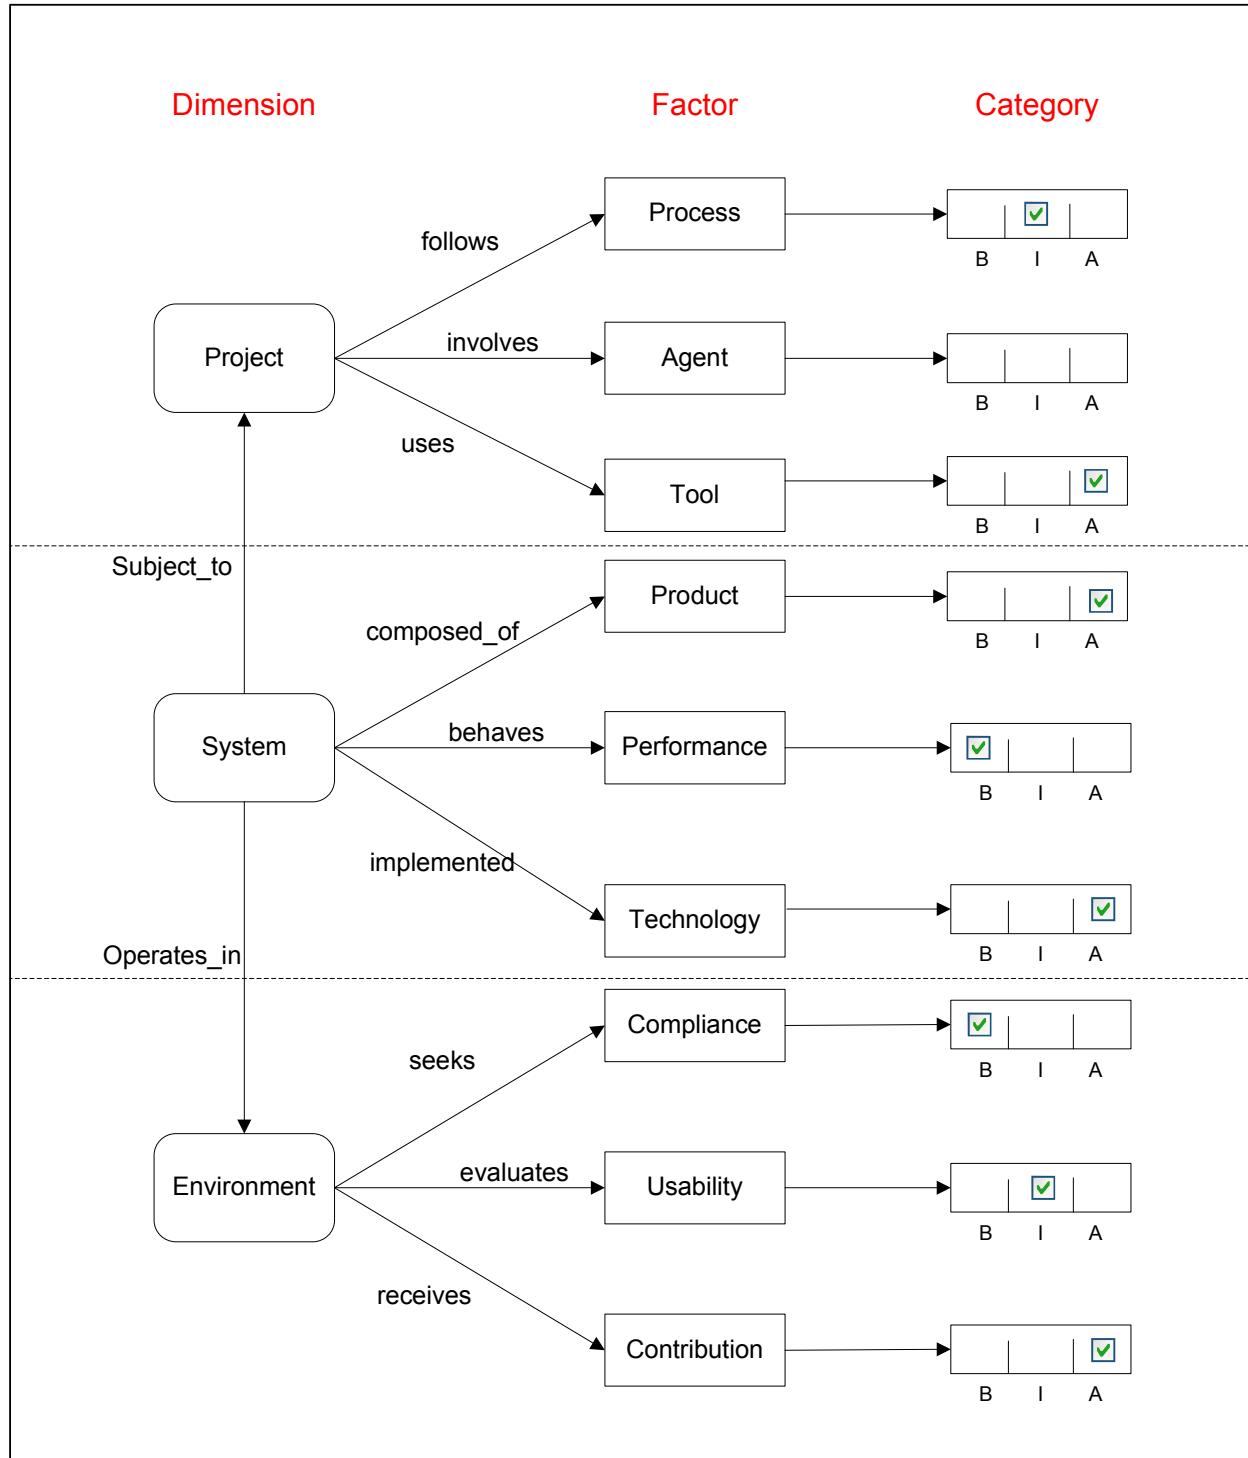 Dimension Factor Category
Process
follows
B I A
involves
Project
Agent
B I A
uses
Tool
B I A
Subject_to
Product
composed_of
B I A
behaves
System
Performance
B I A
implemented
Technology
Operates_in
B I A
Compliance
seeks
B I A
evaluates
Environment
Usability
B I A
receives
Contribution
B I A